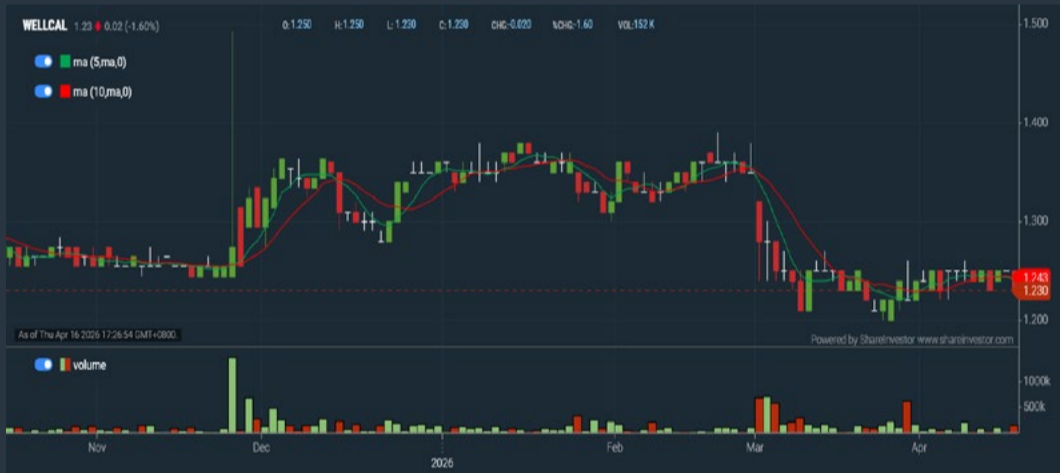 WELLCAL 1.23 0.02 (-1.60%) O: 1.250 H: 1.250 L: 1.230 C: 1.230 CHG:-0.020 %CHG:-1.60 VOL:152 K
ma (5,ma,0)
ma (10,ma,0)
1.500
1.400
1.300
1.243
1.230
1.200
As of Thu Apr 16 2026 17:26:54 GMT+0800.
Powered by ShareInvestor www.shareinvestor.com
volume
1000k
500k
Nov Dec Feb Mar Apr
2026